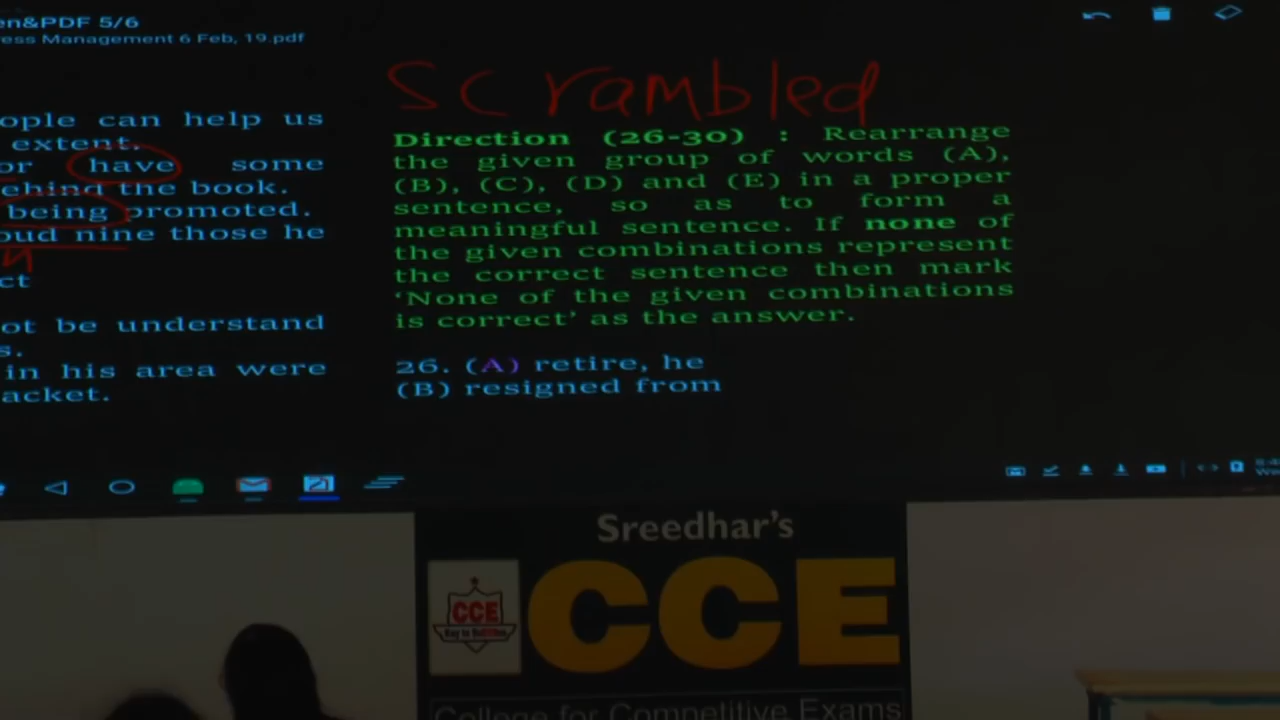 en&PDF 5/6
ess Management 6 Feb, 19.pdf
ople can help us
extent.
or have some
ehind the book.
being promoted.
oud nine those he
ct
ot be understand
s.
in his area were
acket.
Scrambled
Direction (26-30) : Rearrange
the given group of words (A),
(B), (C), (D) and (E) in a proper
sentence, so as to form a
meaningful sentence. If none of
the given combinations represent
the correct sentence then mark
‘None of the given combinations
is correct’ as the answer.
26. (A) retire, he
(B) resigned from
Sreedhar's
CCE
CCE
College for Competitive Exams